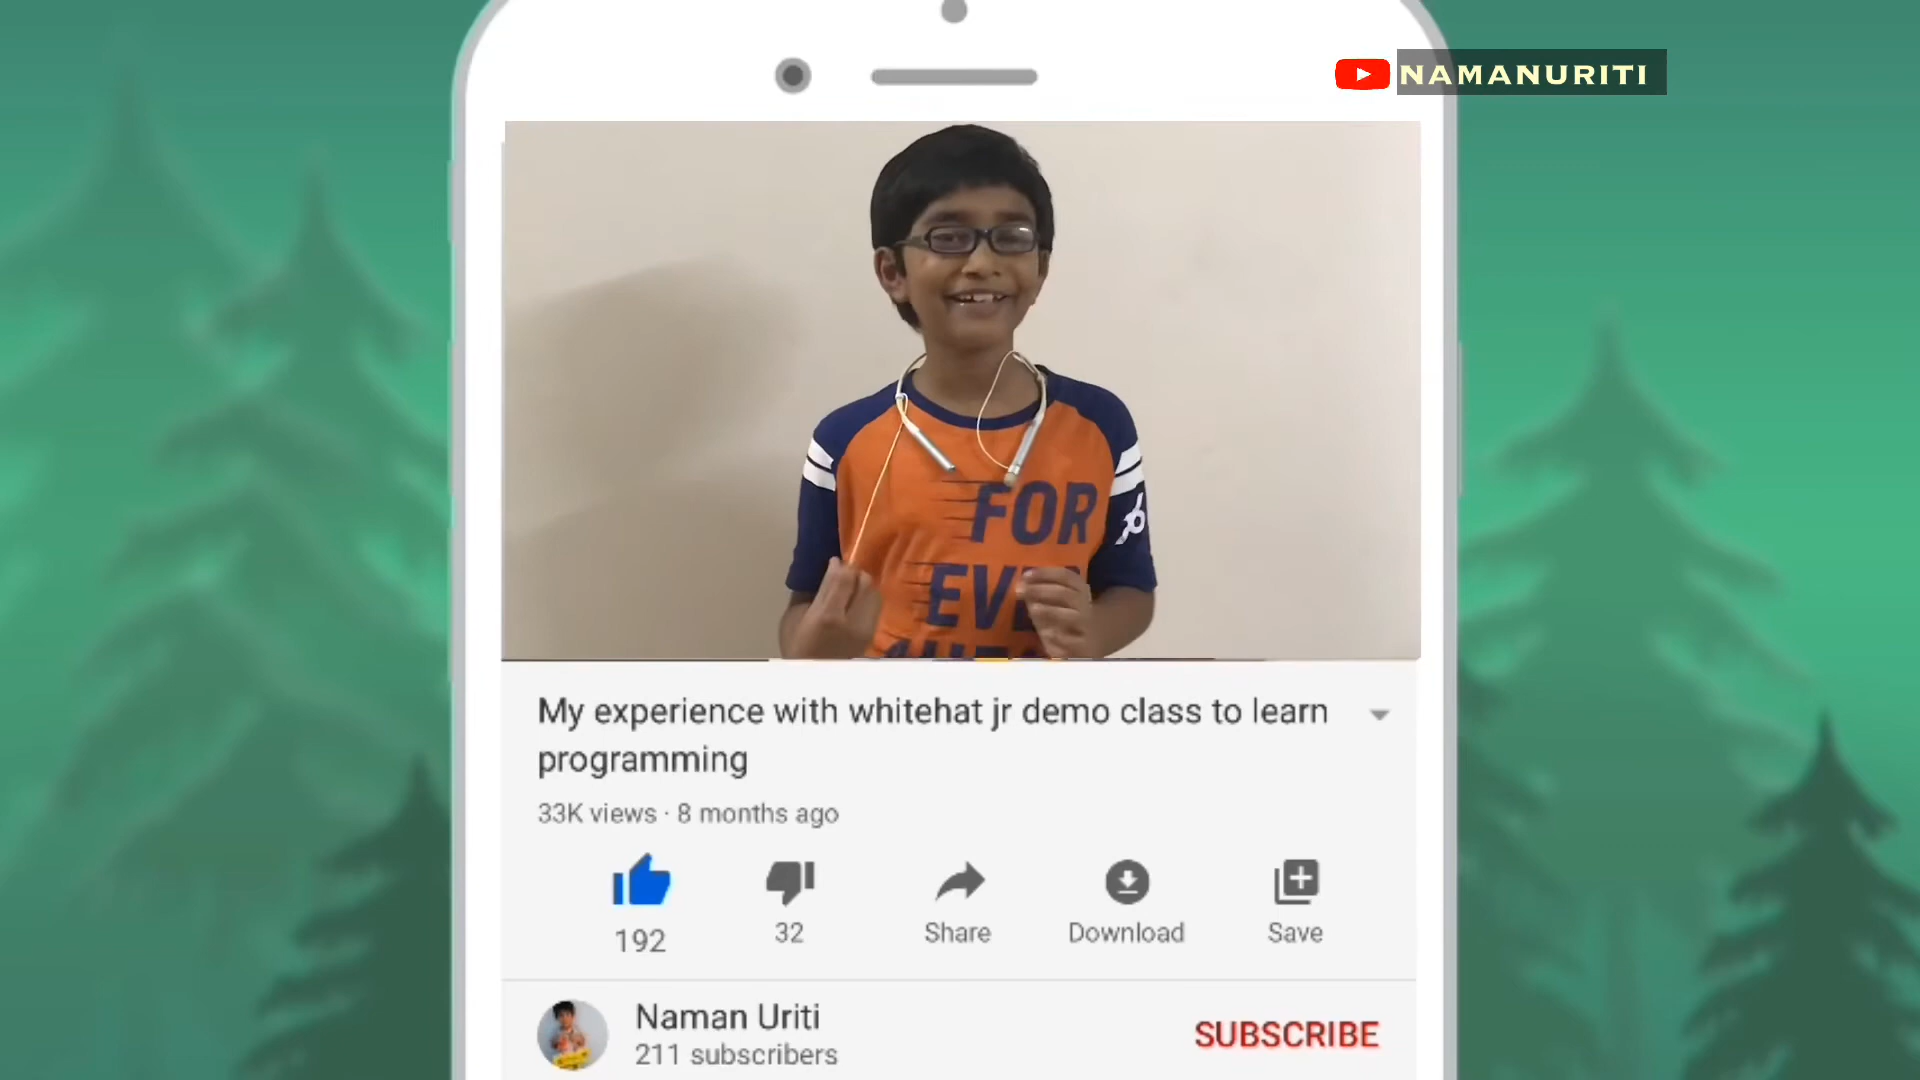 NAMANURITI
FOR
EVE
My experience with whitehat jr demo class to learn
programming
33K views · 8 months ago
192
32
Share
Download
Save
Naman Uriti
211 subscribers
SUBSCRIBE